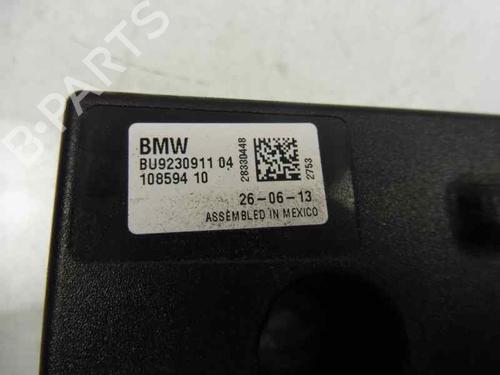 B-PARTS
BMW
BU9230911 04
108594 10
28330448
2753
26-06-13
ASSEMBLED IN MEXICO